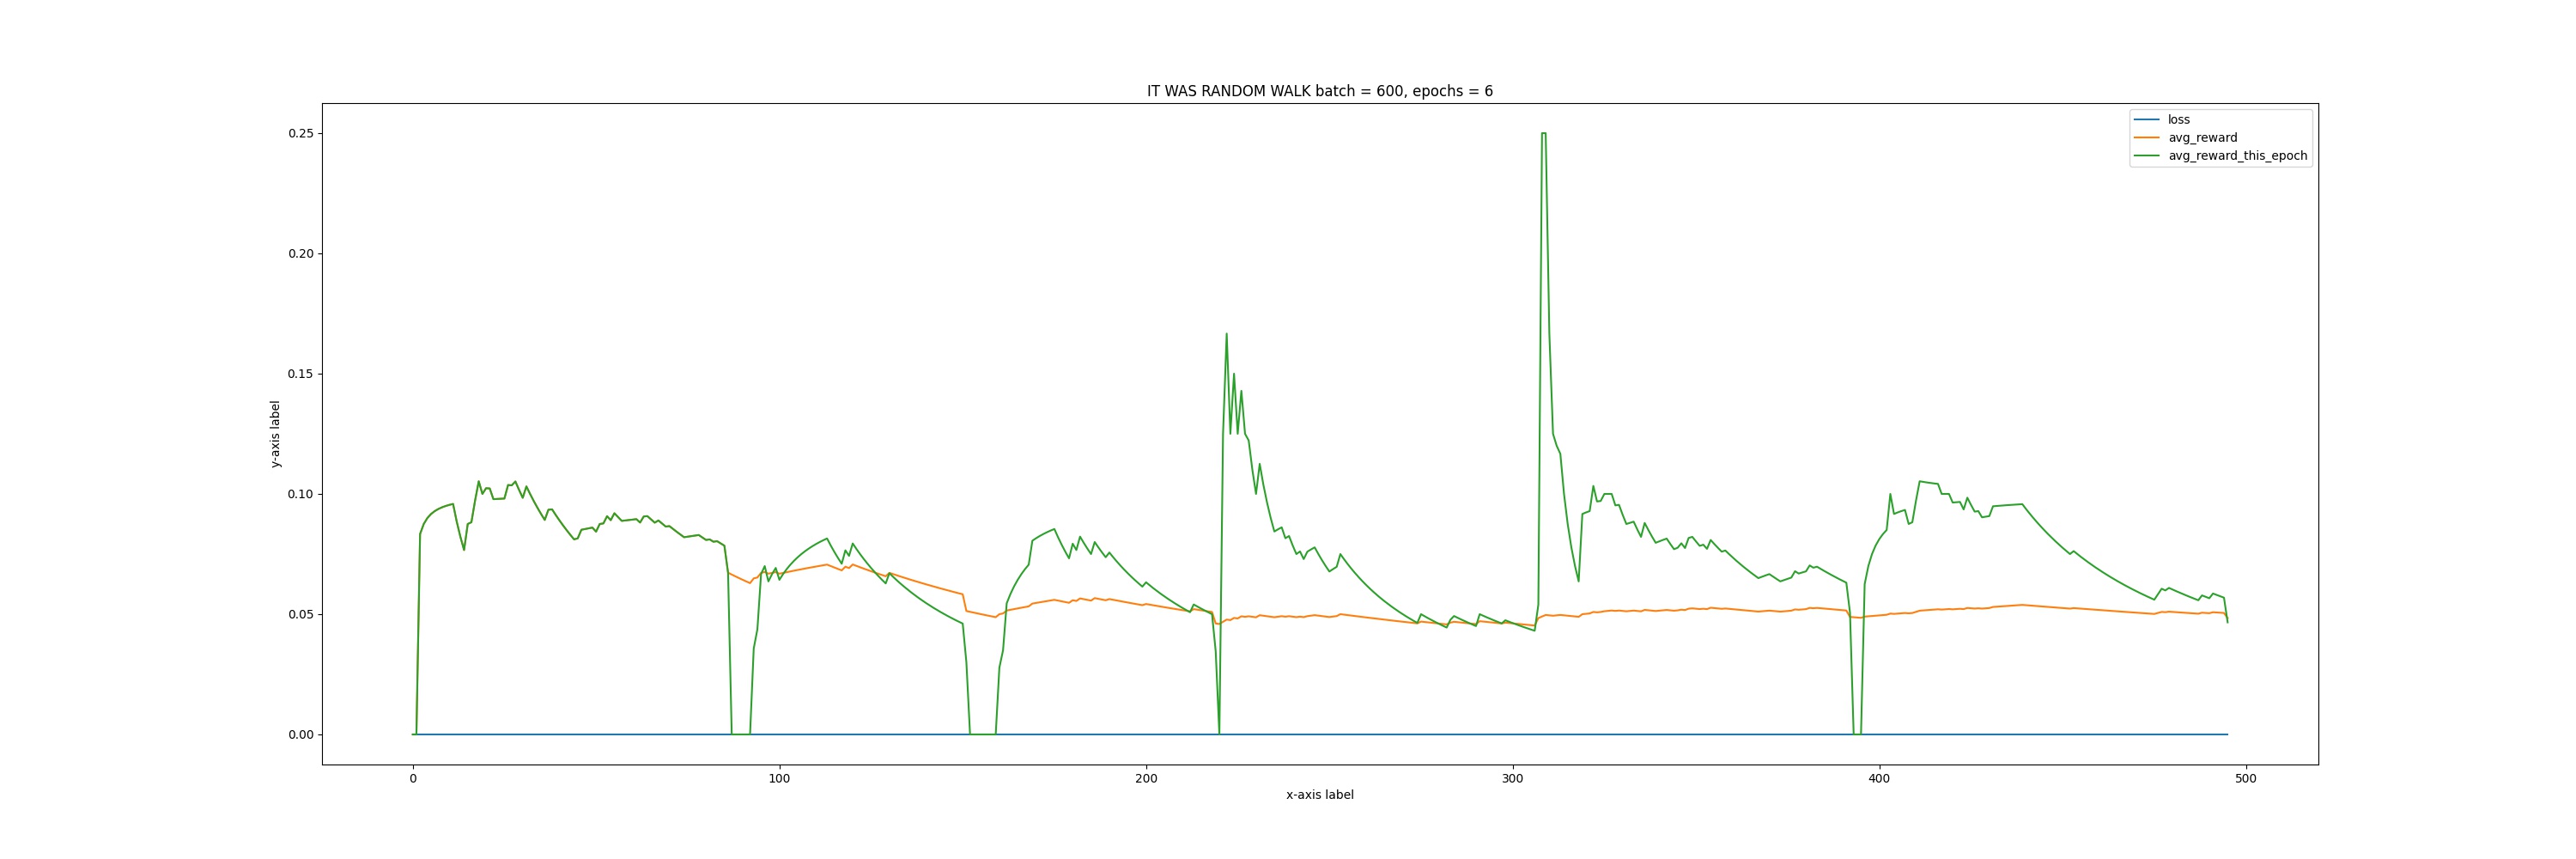 IT WAS RANDOM WALK batch = 600, epochs = 6
loss
avg_reward
avg_reward_this_epoch
0.25
0.20
0.15
0.10
0.05
0.00
y-axis label
0 100 200 300 400 500
x-axis label